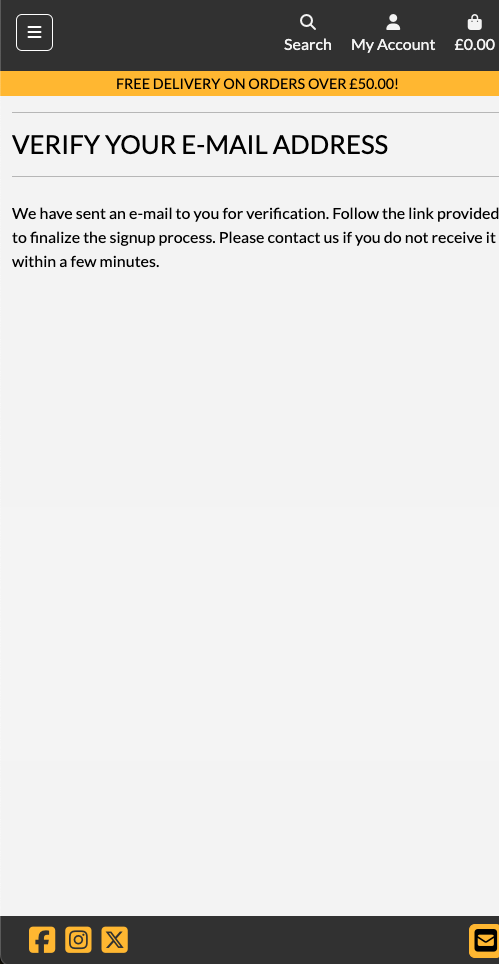 Search My Account £0.00
FREE DELIVERY ON ORDERS OVER £50.00!
VERIFY YOUR E-MAIL ADDRESS
We have sent an e-mail to you for verification. Follow the link provided
to finalize the signup process. Please contact us if you do not receive it
within a few minutes.